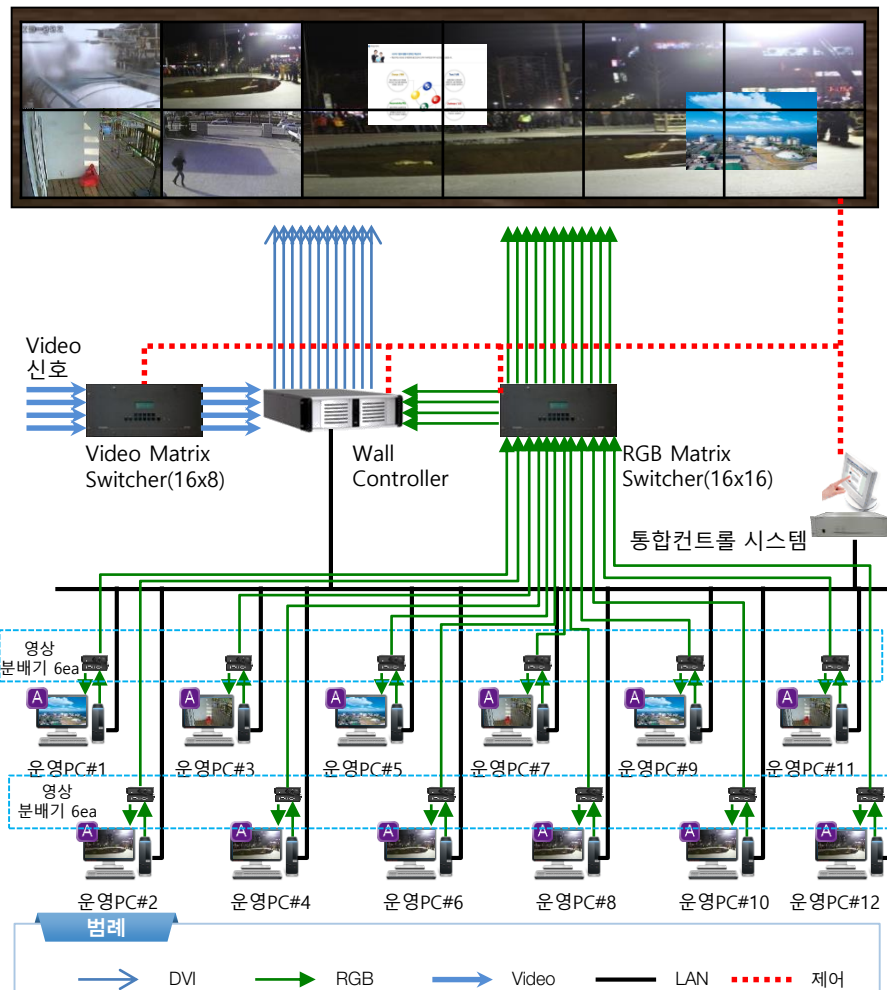 Video
신호
Video Matrix
Switcher(16x8)
Wall
Controller
RGB Matrix
Switcher(16x16)
통합컨트롤 시스템
영상
분배기 6ea
A
A
A
A
A
A
운영PC#1
운영PC#3
운영PC#5
운영PC#7
운영PC#9
운영PC#11
영상
분배기 6ea
A
A
A
A
A
A
운영PC#2
운영PC#4
운영PC#6
운영PC#8
운영PC#10
운영PC#12
범례
DVI
RGB
Video
LAN
제어